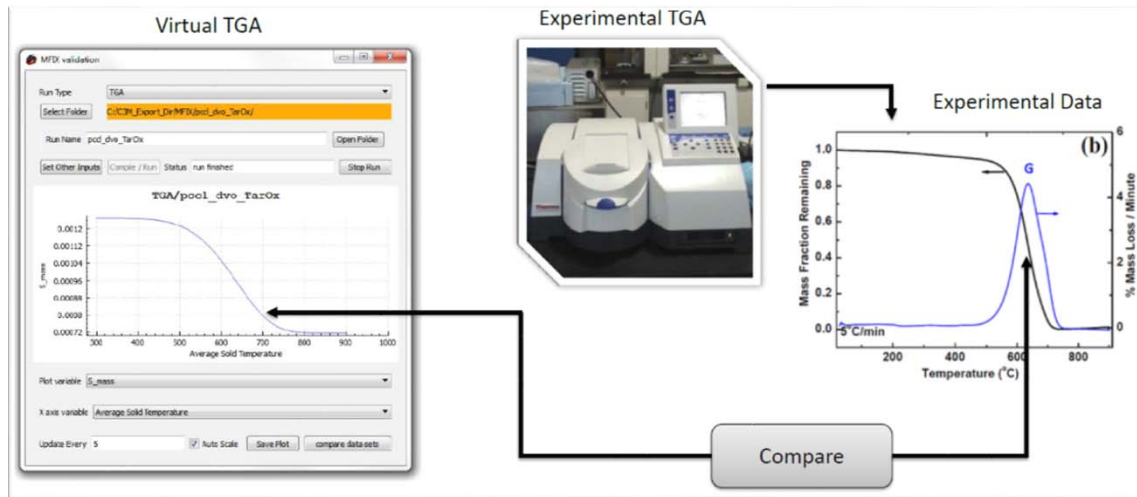 Virtual TGA
Experimental TGA
MFIX validation
Run Type TGA
Select Folder C:/C3M_Export_Dir/MFIX/pccl_dvo_TarOx/
Run Name pccl_dvo_TarOx Open Folder
Set Other Inputs Compile / Run Status run finished Stop Run
TGA/pccl_dvo_TarOx
0.0012
0.00112
0.00104
0.00096
0.00088
0.0008
0.00072
S_mass
300 400 500 600 700 800 900 1000
Average Solid Temperature
Plot variable S_mass
X axis variable Average Solid Temperature
Update Every 5 Auto Scale Save Plot compare data sets
Thermo
Experimental Data
(b)
G
Mass Fraction Remaining
1.0
0.8
0.6
0.4
0.2
0.0
% Mass Loss / Minute
6
4
2
0
5°C/min
200 400 600 800
Temperature (°C)
Compare